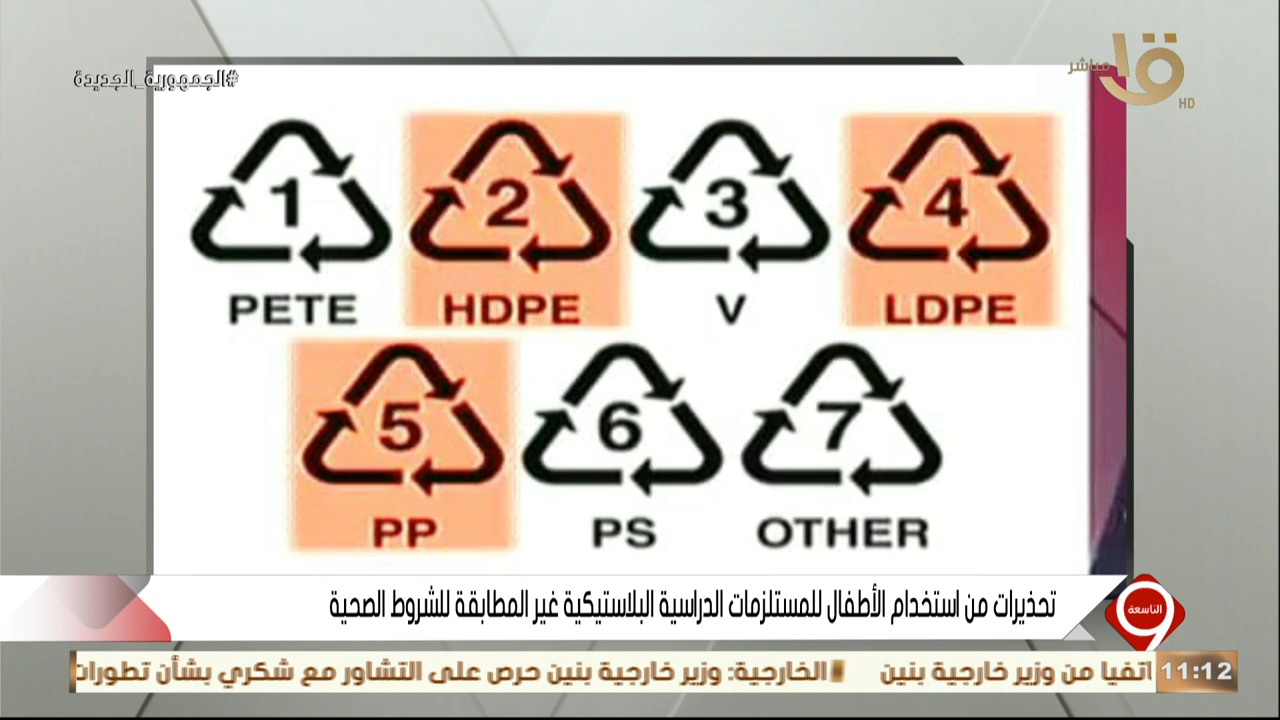 #الجمهورية_الجديدة
مباشر
HD
1 2 3 4
PETE HDPE V LDPE
5 6 7
PP PS OTHER
تحذيرات من استخدام الأطفال للمستلزمات الدراسية البلاستيكية غير المطابقة للشروط الصحية
التاسعة
9
11:12 اتفيا من وزير خارجية بنين الخارجية: وزير خارجية بنين حرص على التشاور مع شكري بشأن تطورات